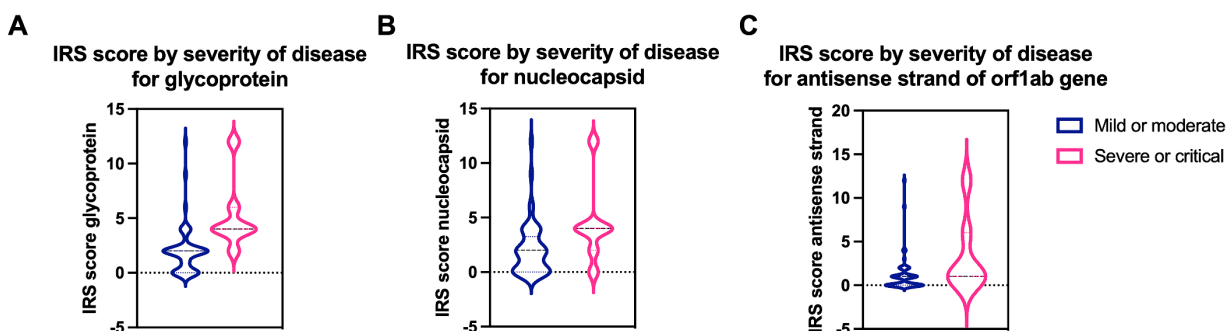 A
IRS score by severity of disease
for glycoprotein
IRS score glycoprotein
15
10
5
0
-5
B
IRS score by severity of disease
for nucleocapsid
IRS score nucleocapsid
15
10
5
0
-5
C
IRS score by severity of disease
for antisense strand of orf1ab gene
IRS score antisense strand
20
15
10
5
0
-5
Mild or moderate
Severe or critical